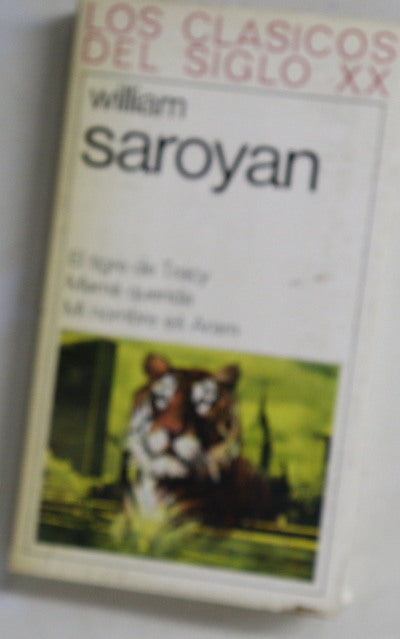 LOS CLASICOS
DEL SIGLO XX
william
saroyan
El tigre de Tracy
Mamá querida
Mi nombre es Aram